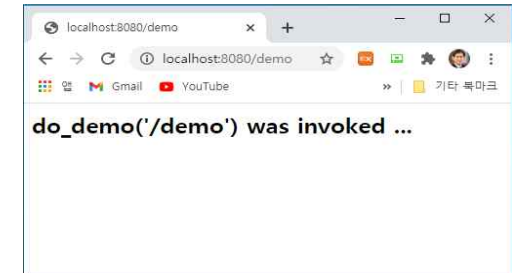 localhost:8080/demo
localhost:8080/demo
앱 Gmail YouTube » 기타 북마크
do_demo('/demo') was invoked ...